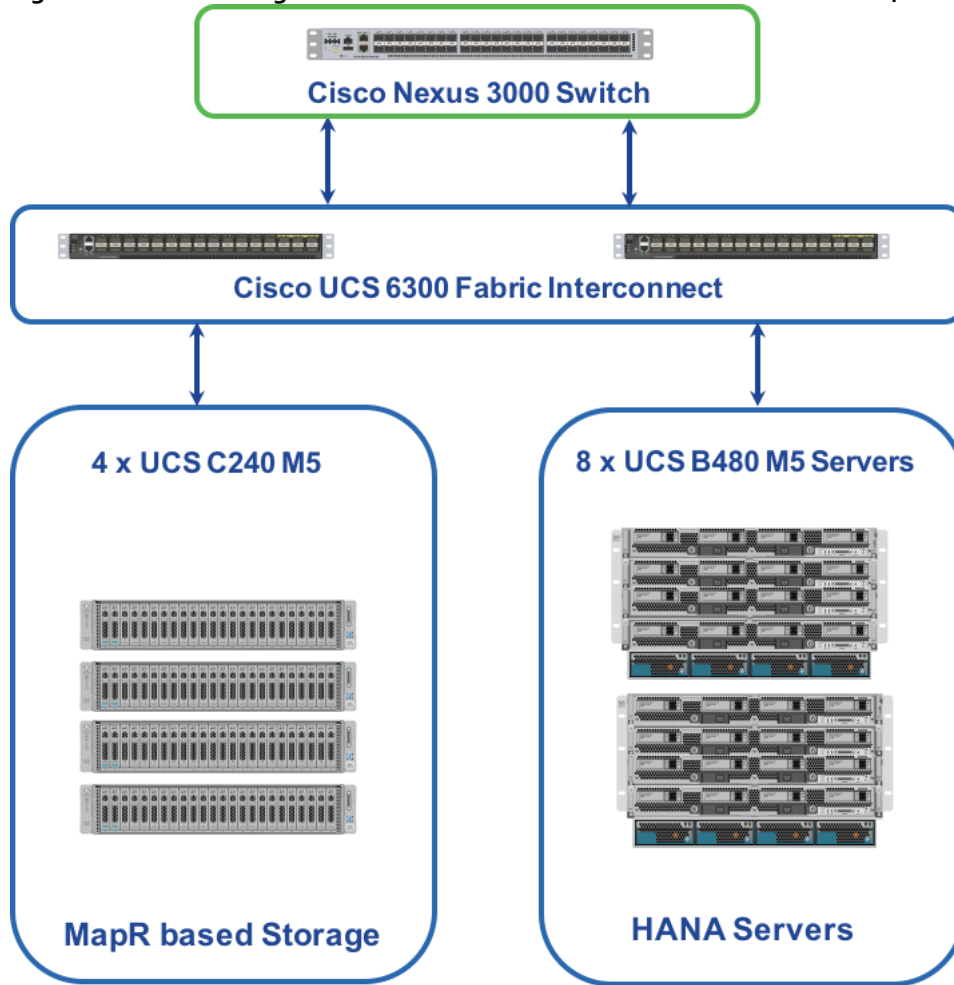 Cisco Nexus 3000 Switch
Cisco UCS 6300 Fabric Interconnect
4 x UCS C240 M5
8 x UCS B480 M5 Servers
MapR based Storage
HANA Servers